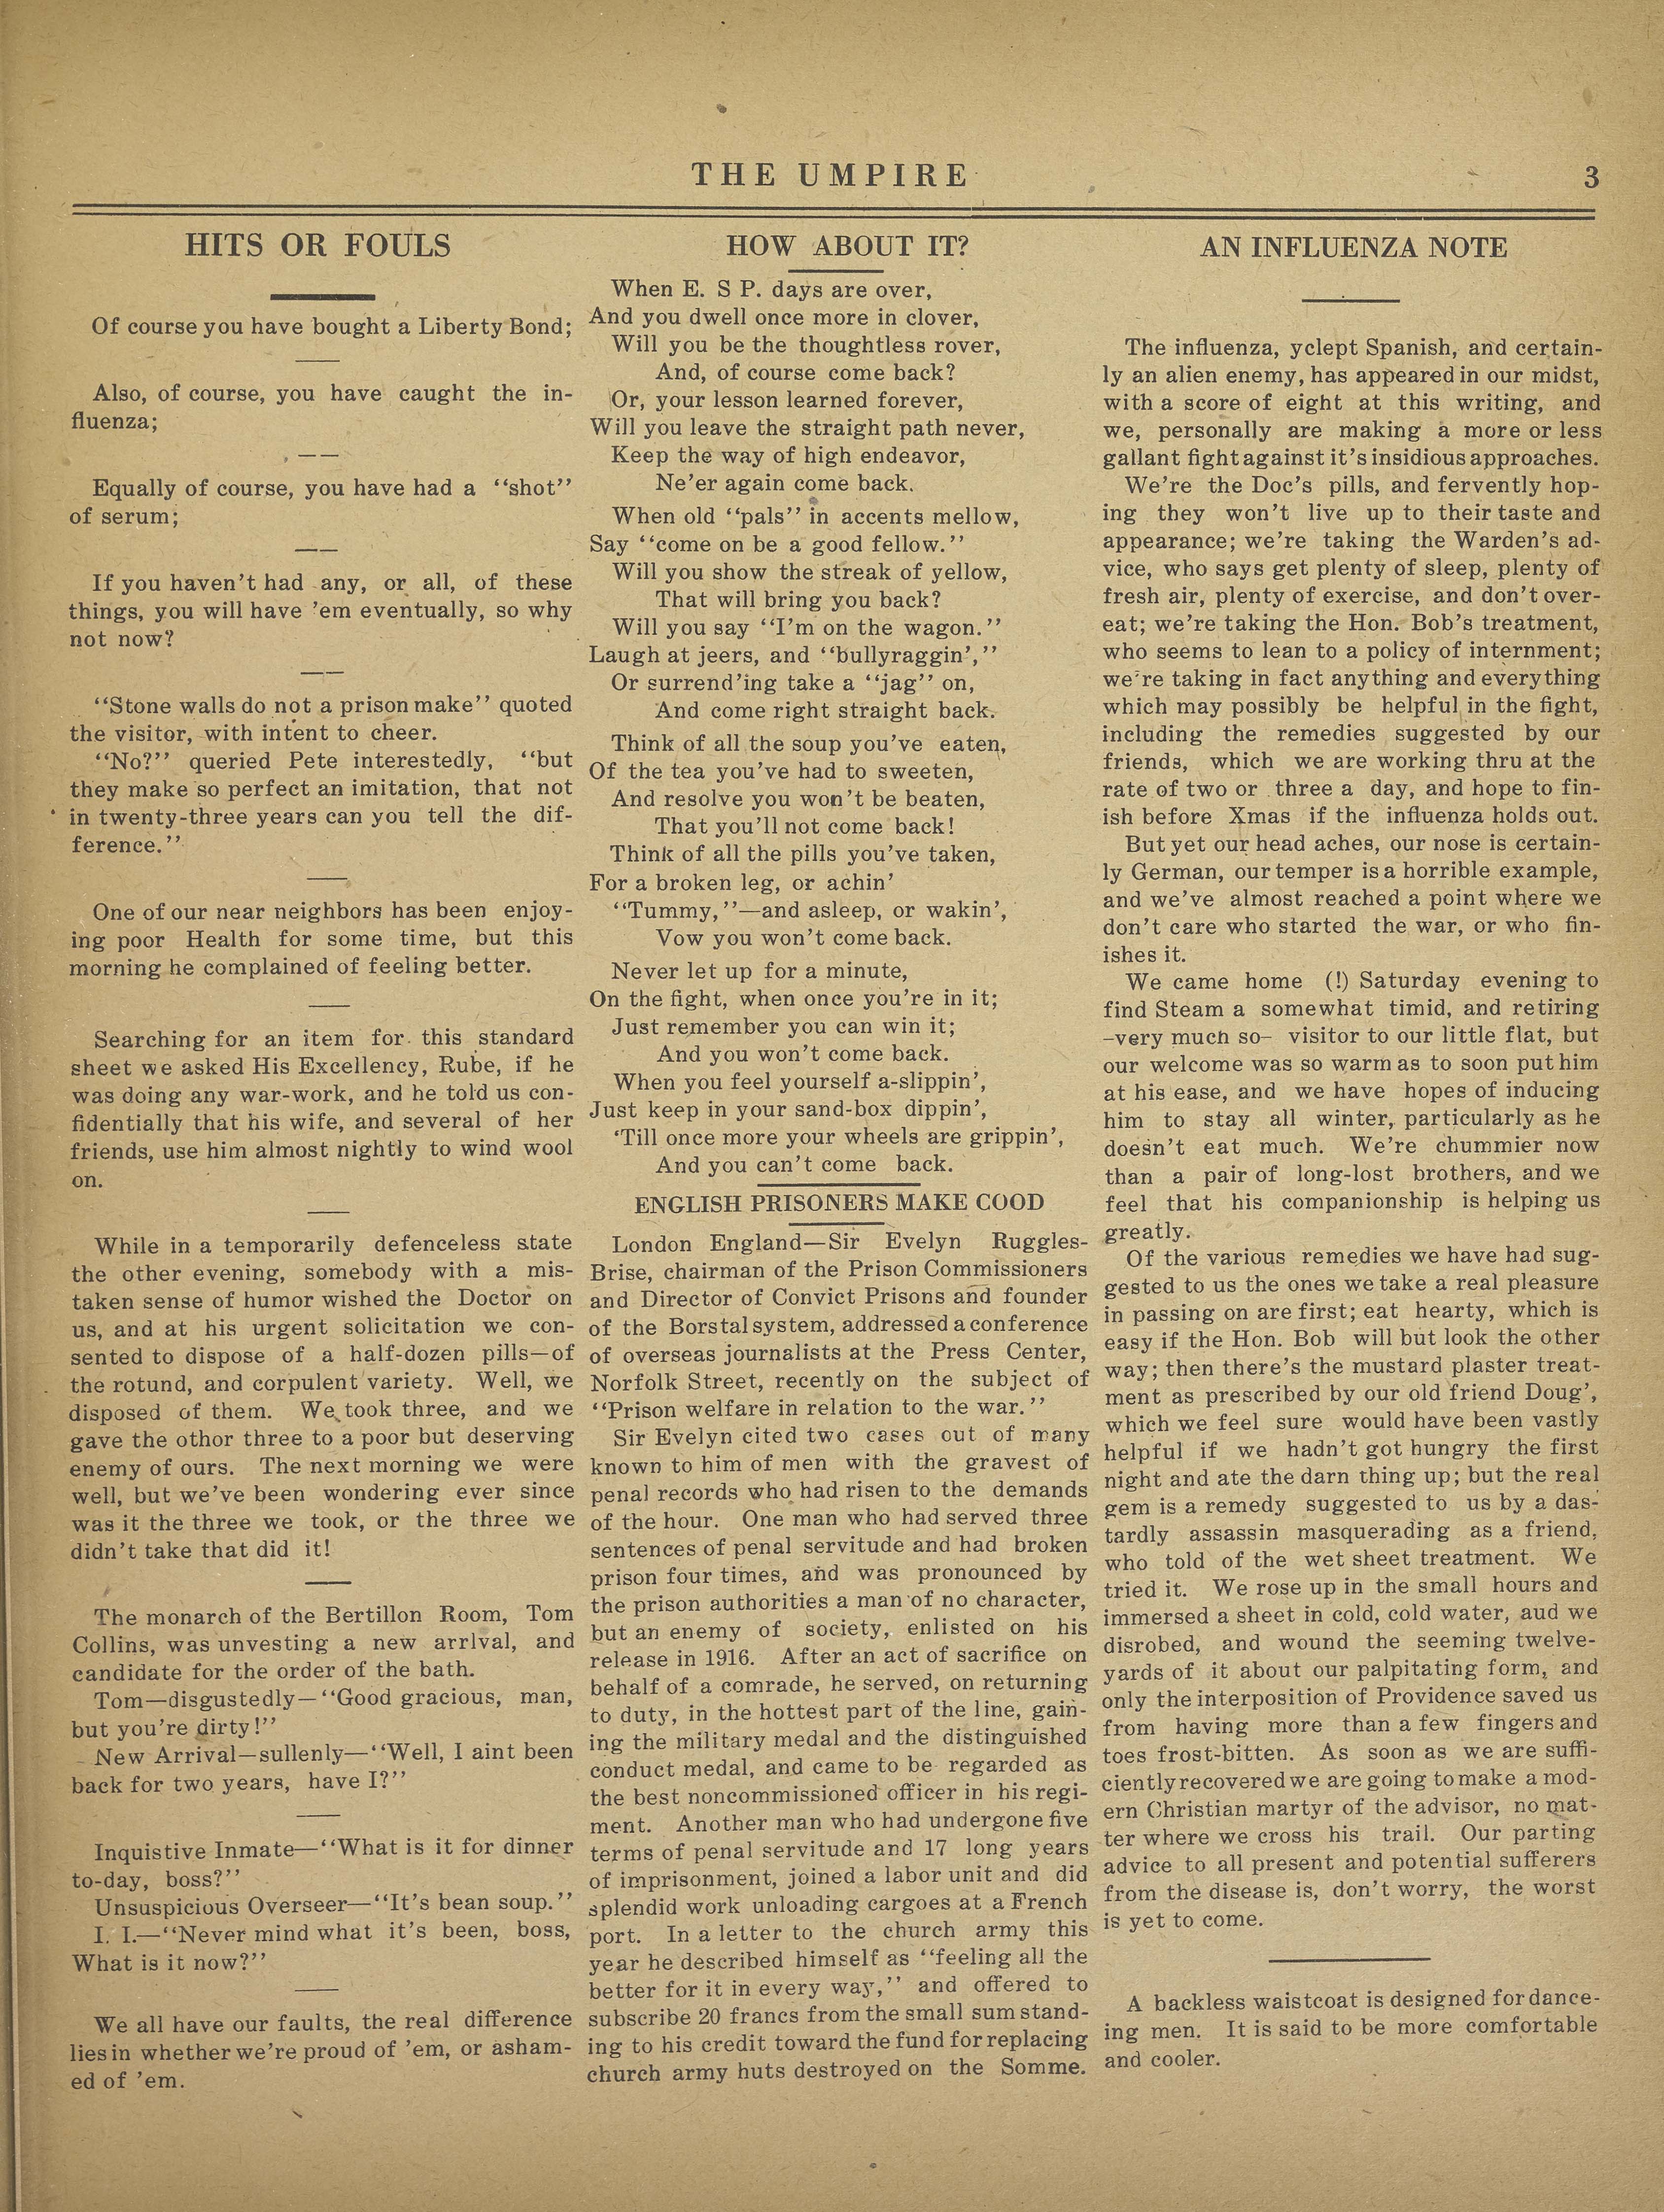 THE UMPIRE
3
HITS OR FOULS
Of course you have bought a Liberty Bond;
Also, of course, you have caught the in-
fluenza;
Equally of course, you have had a ‘‘shot’’
of serum;
If you haven’t had any, or all, of these
things, you will have ’em eventually, so why
not now?
‘‘Stone walls do not a prison make’’ quoted
the visitor, with intent to cheer.
‘‘No?’’ queried Pete interestedly, ‘‘but
they make so perfect an imitation, that not
in twenty-three years can you tell the dif-
ference.’’
One of our near neighbors has been enjoy-
ing poor Health for some time, but this
morning he complained of feeling better.
Searching for an item for this standard
sheet we asked His Excellency, Rube, if he
was doing any war-work, and he told us con-
fidentially that his wife, and several of her
friends, use him almost nightly to wind wool
on.
While in a temporarily defenceless state
the other evening, somebody with a mis-
taken sense of humor wished the Doctor on
us, and at his urgent solicitation we con-
sented to dispose of a half-dozen pills—of
the rotund, and corpulent variety. Well, we
disposed of them. We took three, and we
gave the othor three to a poor but deserving
enemy of ours. The next morning we were
well, but we’ve been wondering ever since
was it the three we took, or the three we
didn’t take that did it!
The monarch of the Bertillon Room, Tom
Collins, was unvesting a new arrlval, and
candidate for the order of the bath.
Tom—disgustedly—‘‘Good gracious, man,
but you’re dirty!’’
New Arrival—sullenly—‘‘Well, I aint been
back for two years, have I?’’
Inquistive Inmate—‘‘What is it for dinner
to-day, boss?’’
Unsuspicious Overseer—‘‘It’s bean soup.’’
I. I.—‘‘Never mind what it’s been, boss,
What is it now?’’
We all have our faults, the real difference
lies in whether we’re proud of ’em, or asham-
ed of ’em.
HOW ABOUT IT?
When E. S P. days are over,
And you dwell once more in clover,
Will you be the thoughtless rover,
And, of course come back?
Or, your lesson learned forever,
Will you leave the straight path never,
Keep the way of high endeavor,
Ne’er again come back.
When old ‘‘pals’’ in accents mellow,
Say ‘‘come on be a good fellow.’’
Will you show the streak of yellow,
That will bring you back?
Will you say ‘‘I’m on the wagon.’’
Laugh at jeers, and ‘‘bullyraggin’,’’
Or surrend’ing take a ‘‘jag’’ on,
And come right straight back.
Think of all the soup you’ve eaten,
Of the tea you’ve had to sweeten,
And resolve you won’t be beaten,
That you’ll not come back!
Think of all the pills you’ve taken,
For a broken leg, or achin’
‘‘Tummy,’’—and asleep, or wakin’,
Vow you won’t come back.
Never let up for a minute,
On the fight, when once you’re in it;
Just remember you can win it;
And you won’t come back.
When you feel yourself a-slippin’,
Just keep in your sand-box dippin’,
‘Till once more your wheels are grippin’,
And you can’t come back.
ENGLISH PRISONERS MAKE COOD
London England—Sir Evelyn Ruggles-
Brise, chairman of the Prison Commissioners
and Director of Convict Prisons and founder
of the Borstal system, addressed a conference
of overseas journalists at the Press Center,
Norfolk Street, recently on the subject of
‘‘Prison welfare in relation to the war.’’
Sir Evelyn cited two cases out of many
known to him of men with the gravest of
penal records who had risen to the demands
of the hour. One man who had served three
sentences of penal servitude and had broken
prison four times, and was pronounced by
the prison authorities a man of no character,
but an enemy of society, enlisted on his
release in 1916. After an act of sacrifice on
behalf of a comrade, he served, on returning
to duty, in the hottest part of the line, gain-
ing the military medal and the distinguished
conduct medal, and came to be regarded as
the best noncommissioned officer in his regi-
ment. Another man who had undergone five
terms of penal servitude and 17 long years
of imprisonment, joined a labor unit and did
splendid work unloading cargoes at a French
port. In a letter to the church army this
year he described himself as ‘‘feeling all the
better for it in every way,’’ and offered to
subscribe 20 francs from the small sum stand-
ing to his credit toward the fund for replacing
church army huts destroyed on the Somme.
AN INFLUENZA NOTE
The influenza, yclept Spanish, and certain-
ly an alien enemy, has appeared in our midst,
with a score of eight at this writing, and
we, personally are making a more or less
gallant fight against it’s insidious approaches.
We’re the Doc’s pills, and fervently hop-
ing they won’t live up to their taste and
appearance; we’re taking the Warden’s ad-
vice, who says get plenty of sleep, plenty of
fresh air, plenty of exercise, and don’t over-
eat; we’re taking the Hon. Bob’s treatment,
who seems to lean to a policy of internment;
we’re taking in fact anything and everything
which may possibly be helpful in the fight,
including the remedies suggested by our
friends, which we are working thru at the
rate of two or three a day, and hope to fin-
ish before Xmas if the influenza holds out.
But yet our head aches, our nose is certain-
ly German, our temper is a horrible example,
and we’ve almost reached a point where we
don’t care who started the war, or who fin-
ishes it.
We came home (!) Saturday evening to
find Steam a somewhat timid, and retiring
–very much so– visitor to our little flat, but
our welcome was so warm as to soon put him
at his ease, and we have hopes of inducing
him to stay all winter, particularly as he
doesn’t eat much. We’re chummier now
than a pair of long-lost brothers, and we
feel that his companionship is helping us
greatly.
Of the various remedies we have had sug-
gested to us the ones we take a real pleasure
in passing on are first; eat hearty, which is
easy if the Hon. Bob will but look the other
way; then there’s the mustard plaster treat-
ment as prescribed by our old friend Doug’,
which we feel sure would have been vastly
helpful if we hadn’t got hungry the first
night and ate the darn thing up; but the real
gem is a remedy suggested to us by a das-
tardly assassin masquerading as a friend,
who told of the wet sheet treatment. We
tried it. We rose up in the small hours and
immersed a sheet in cold, cold water, aud we
disrobed, and wound the seeming twelve-
yards of it about our palpitating form, and
only the interposition of Providence saved us
from having more than a few fingers and
toes frost-bitten. As soon as we are suffi-
ciently recovered we are going to make a mod-
ern Christian martyr of the advisor, no mat-
ter where we cross his trail. Our parting
advice to all present and potential sufferers
from the disease is, don’t worry, the worst
is yet to come.
A backless waistcoat is designed for dance-
ing men. It is said to be more comfortable
and cooler.